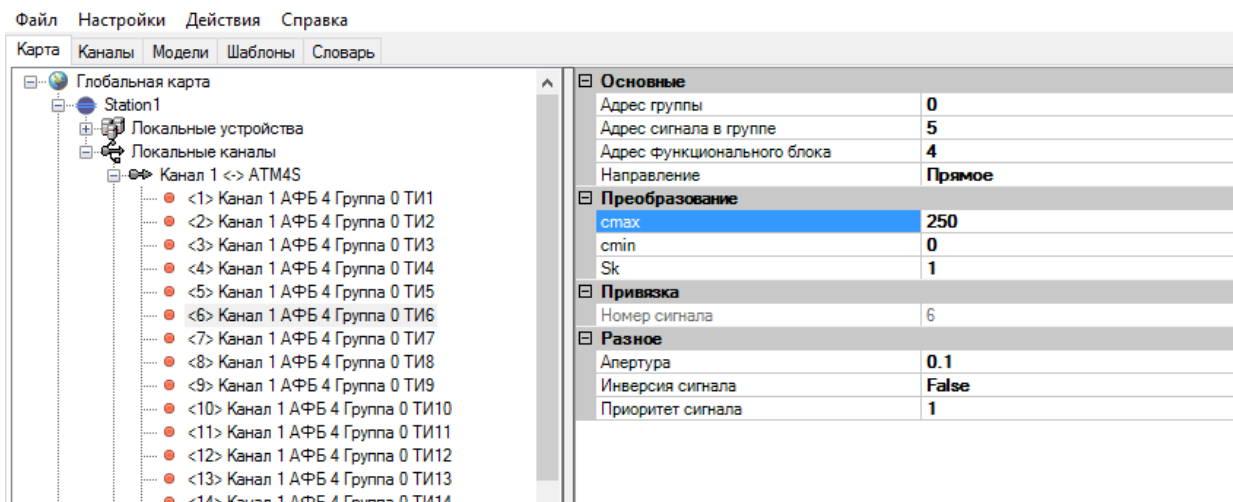 Файл Настройки Действия Справка
Карта Каналы Модели Шаблоны Словарь
Глобальная карта
Station1
Локальные устройства
Локальные каналы
Канал 1 <-> ATM4S
<1> Канал 1 АФБ 4 Группа 0 ТИ1
<2> Канал 1 АФБ 4 Группа 0 ТИ2
<3> Канал 1 АФБ 4 Группа 0 ТИ3
<4> Канал 1 АФБ 4 Группа 0 ТИ4
<5> Канал 1 АФБ 4 Группа 0 ТИ5
<6> Канал 1 АФБ 4 Группа 0 ТИ6
<7> Канал 1 АФБ 4 Группа 0 ТИ7
<8> Канал 1 АФБ 4 Группа 0 ТИ8
<9> Канал 1 АФБ 4 Группа 0 ТИ9
<10> Канал 1 АФБ 4 Группа 0 ТИ10
<11> Канал 1 АФБ 4 Группа 0 ТИ11
<12> Канал 1 АФБ 4 Группа 0 ТИ12
<13> Канал 1 АФБ 4 Группа 0 ТИ13
<14> Канал 1 АФБ 4 Группа 0 ТИ14
Основные
Адрес группы 0
Адрес сигнала в группе 5
Адрес функционального блока 4
Направление Прямое
Преобразование
cmax 250
cmin 0
Sk 1
Привязка
Номер сигнала 6
Разное
Апертура 0.1
Инверсия сигнала False
Приоритет сигнала 1